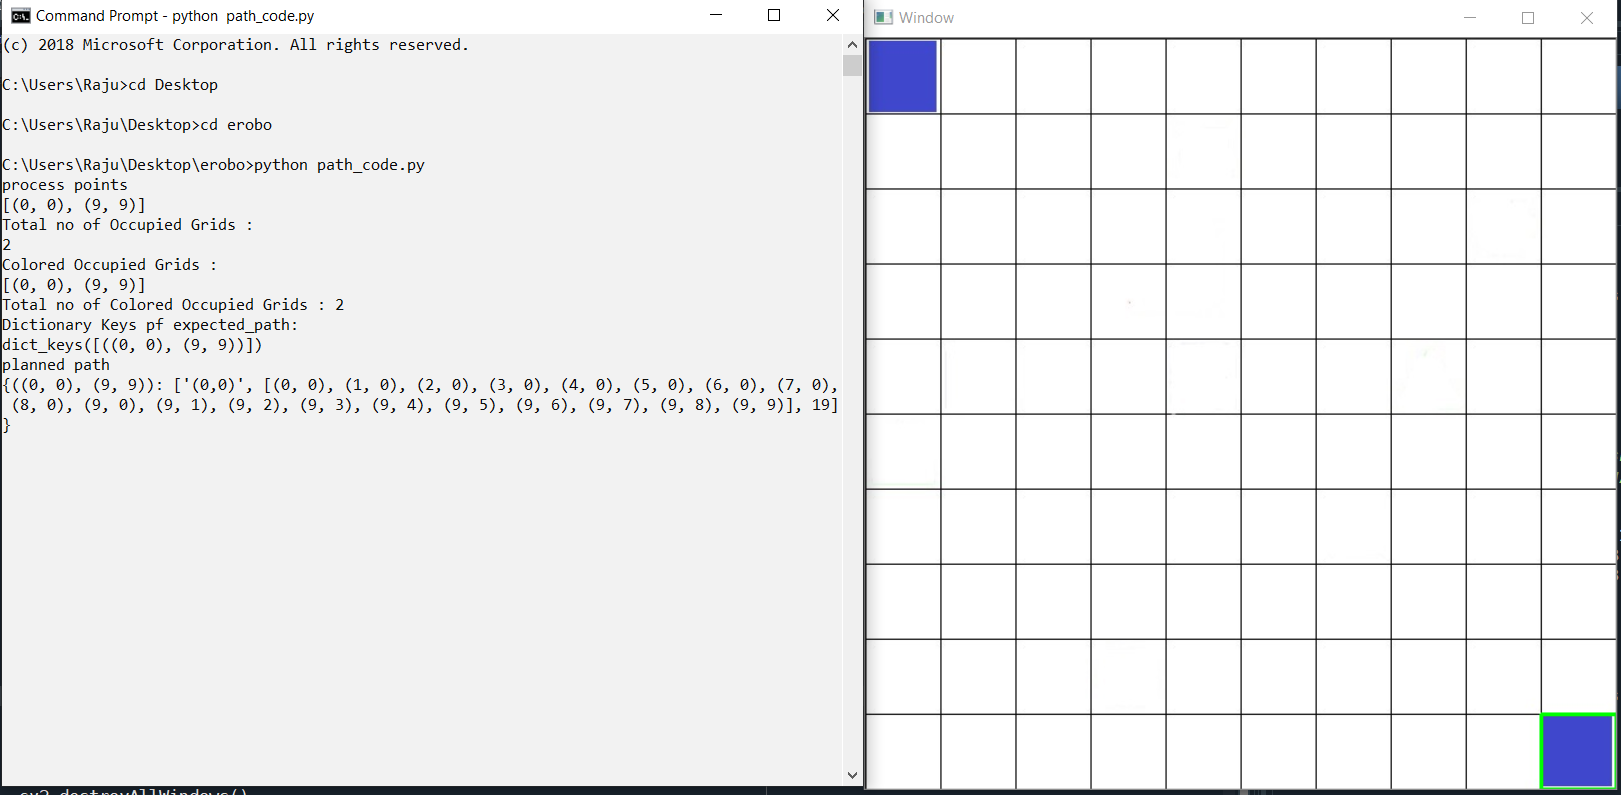 Command Prompt - python  path_code.py
(c) 2018 Microsoft Corporation. All rights reserved.
C:\Users\Raju>cd Desktop
C:\Users\Raju\Desktop>cd erobo
C:\Users\Raju\Desktop\erobo>python path_code.py
process points
[(0, 0), (9, 9)]
Total no of Occupied Grids :
2
Colored Occupied Grids :
[(0, 0), (9, 9)]
Total no of Colored Occupied Grids : 2
Dictionary Keys pf expected_path:
dict_keys([((0, 0), (9, 9))])
planned path
{((0, 0), (9, 9)): ['(0,0)', [(0, 0), (1, 0), (2, 0), (3, 0), (4, 0), (5, 0), (6, 0), (7, 0),
(8, 0), (9, 0), (9, 1), (9, 2), (9, 3), (9, 4), (9, 5), (9, 6), (9, 7), (9, 8), (9, 9)], 19]
}
cv2.destroyAllWindows()
Window